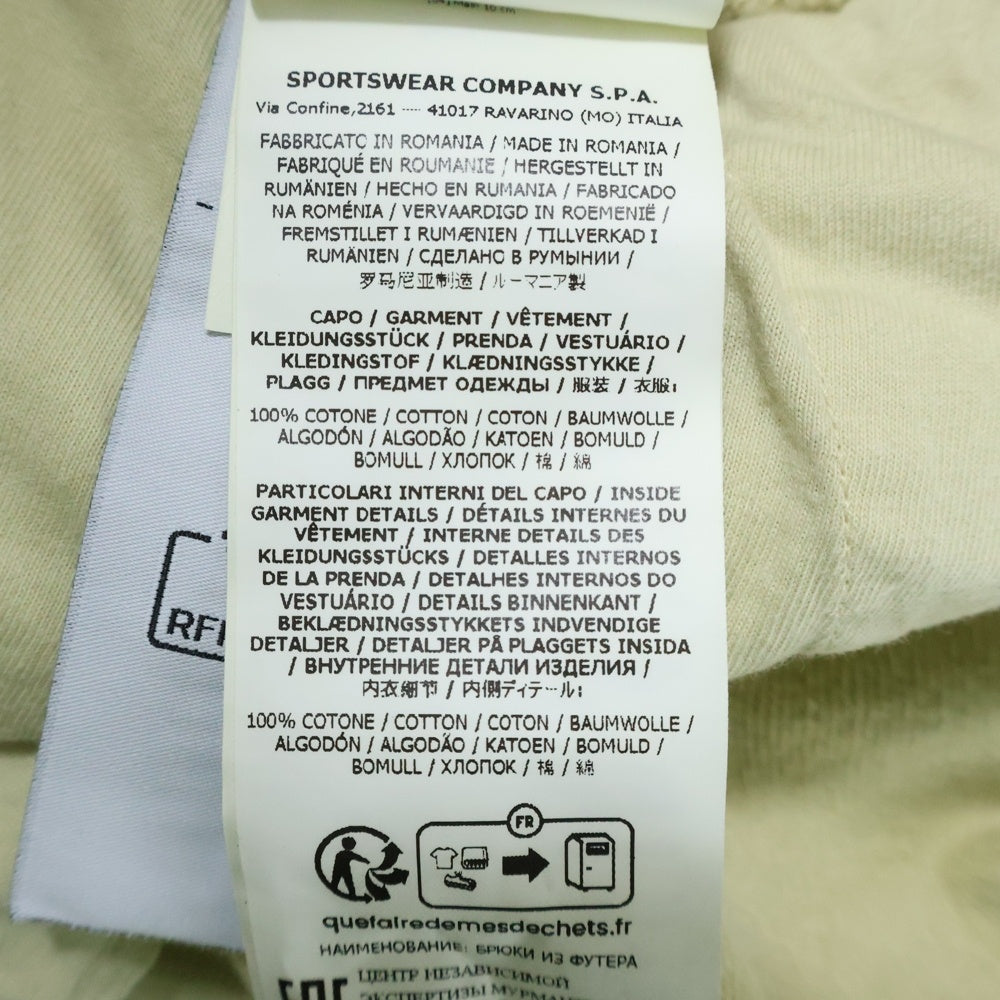 SPORTSWEAR COMPANY S.P.A.
Via Confine,2161 ---- 41017 RAVARINO (MO) ITALIA
FABBRICATO IN ROMANIA / MADE IN ROMANIA /
FABRIQUÉ EN ROUMANIE / HERGESTELLT IN
RUMÄNIEN / HECHO EN RUMANIA / FABRICADO
NA ROMÉNIA / VERVAARDIGD IN ROEMENIË /
FREMSTILLET I RUMÆNIEN / TILLVERKAD I
RUMÄNIEN / СДЕЛАНО В РУМЫНИИ /
罗马尼亚制造 / ルーマニア製
CAPO / GARMENT / VÊTEMENT /
KLEIDUNGSSTÜCK / PRENDA / VESTUÁRIO /
KLEDINGSTOF / KLÆDNINGSSTYKKE /
PLAGG / ПРЕДМЕТ ОДЕЖДЫ / 服装 / 衣服:
100% COTONE / COTTON / COTON / BAUMWOLLE /
ALGODÓN / ALGODÃO / KATOEN / BOMULD /
BOMULL / ХЛОПОК / 棉 / 綿
PARTICOLARI INTERNI DEL CAPO / INSIDE
GARMENT DETAILS / DÉTAILS INTERNES DU
VÊTEMENT / INTERNE DETAILS DES
KLEIDUNGSSTÜCKS / DETALLES INTERNOS
DE LA PRENDA / DETALHES INTERNOS DO
VESTUÁRIO / DETAILS BINNENKANT /
BEKLÆDNINGSSTYKKETS INDVENDIGE
DETALJER / DETALJER PÅ PLAGGETS INSIDA
/ ВНУТРЕННИЕ ДЕТАЛИ ИЗДЕЛИЯ /
内衣细节 / 内側ディテール:
100% COTONE / COTTON / COTON / BAUMWOLLE /
ALGODÓN / ALGODÃO / KATOEN / BOMULD /
BOMULL / ХЛОПОК / 棉 / 綿
FR
quefairedemesdechets.fr
НАИМЕНОВАНИЕ: БРЮКИ ИЗ ФУТЕРА
ЦЕНТР НЕЗАВИСИМОЙ
ЭКСПЕРТИЗЫ